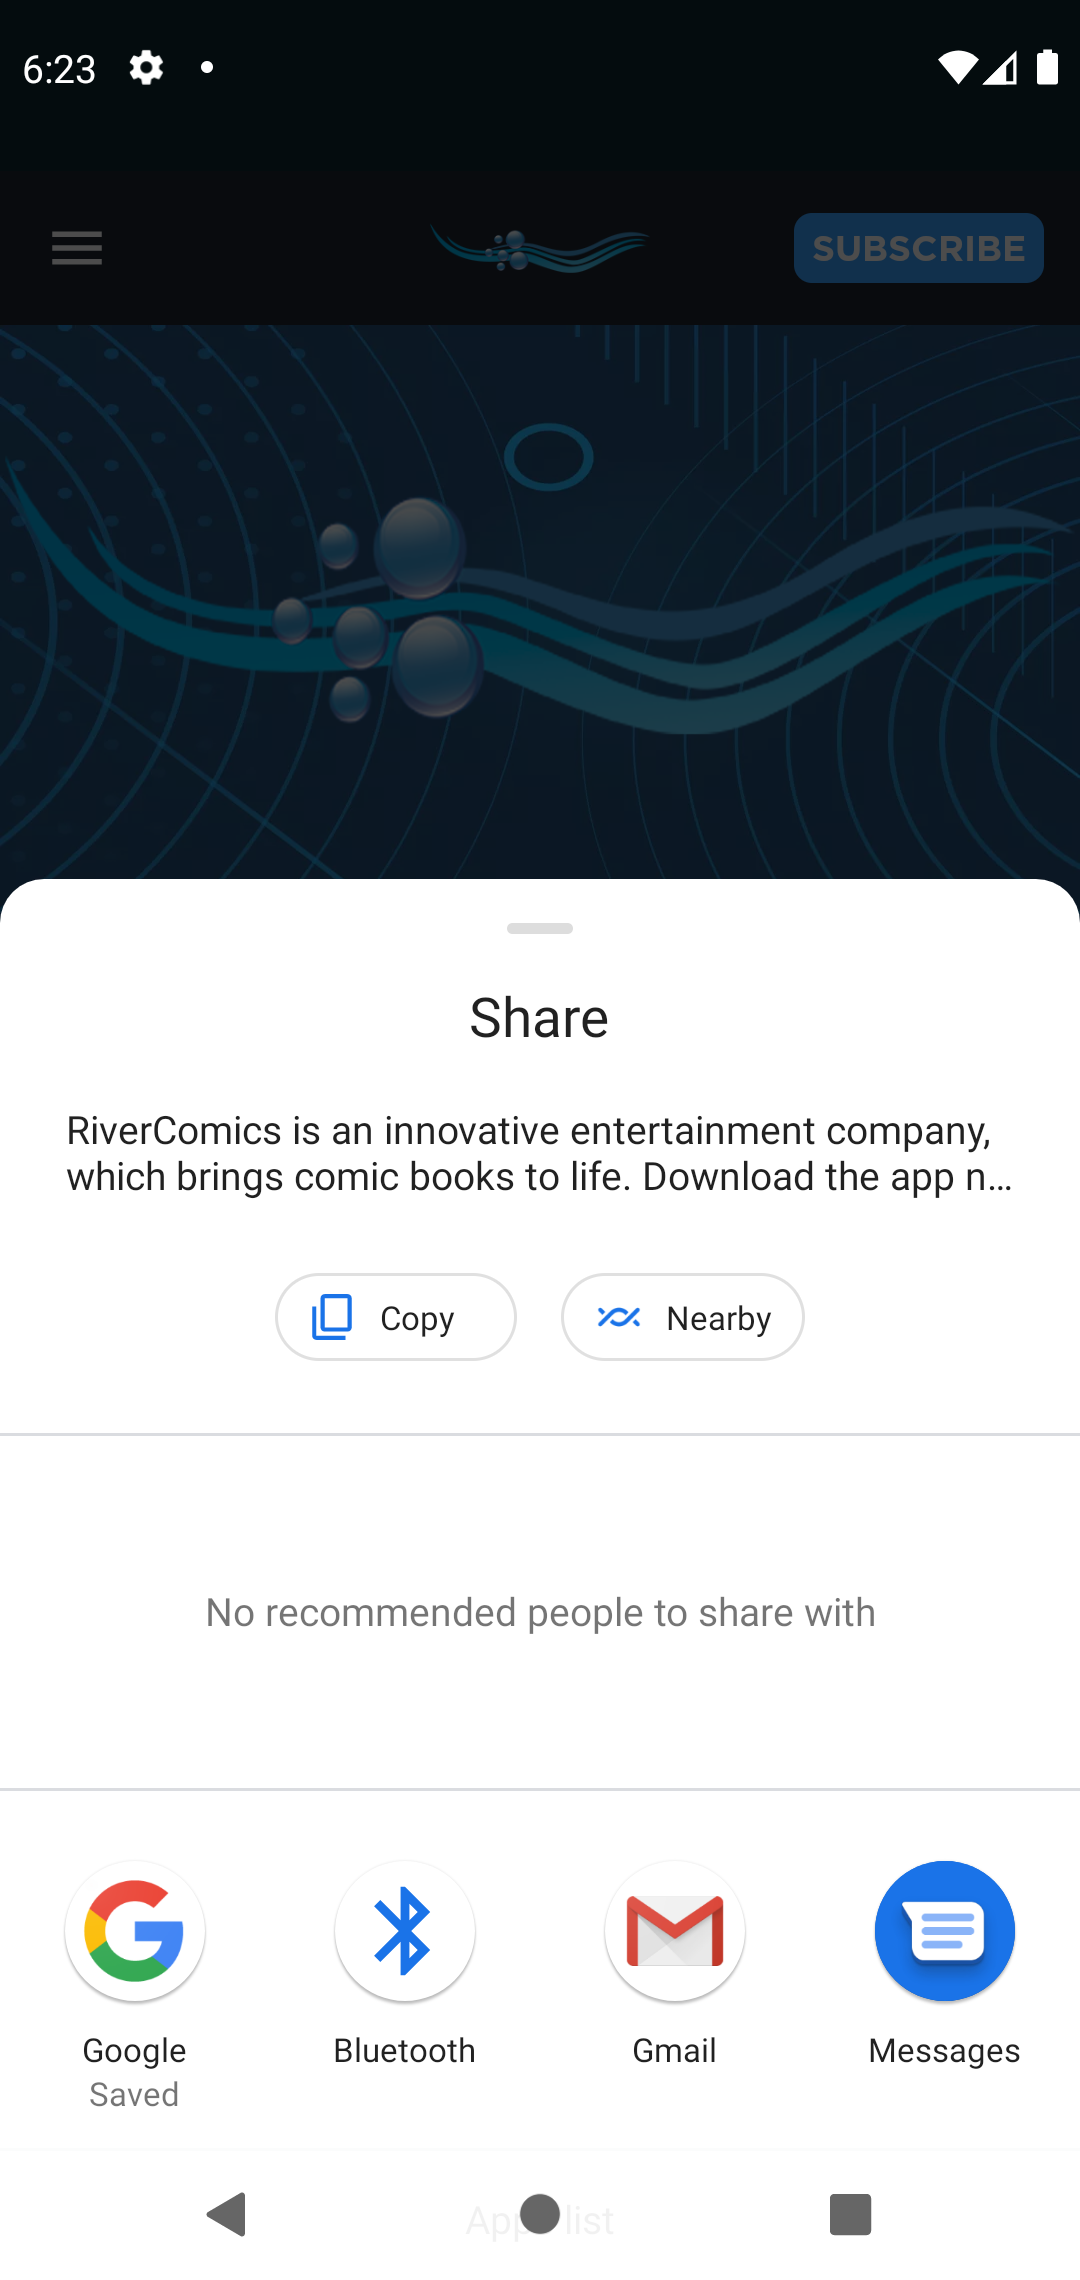 6:23
SUBSCRIBE
Share
RiverComics is an innovative entertainment company,
which brings comic books to life. Download the app n...
Copy
Nearby
No recommended people to share with
Google
Saved
Bluetooth
Gmail
Messages
list